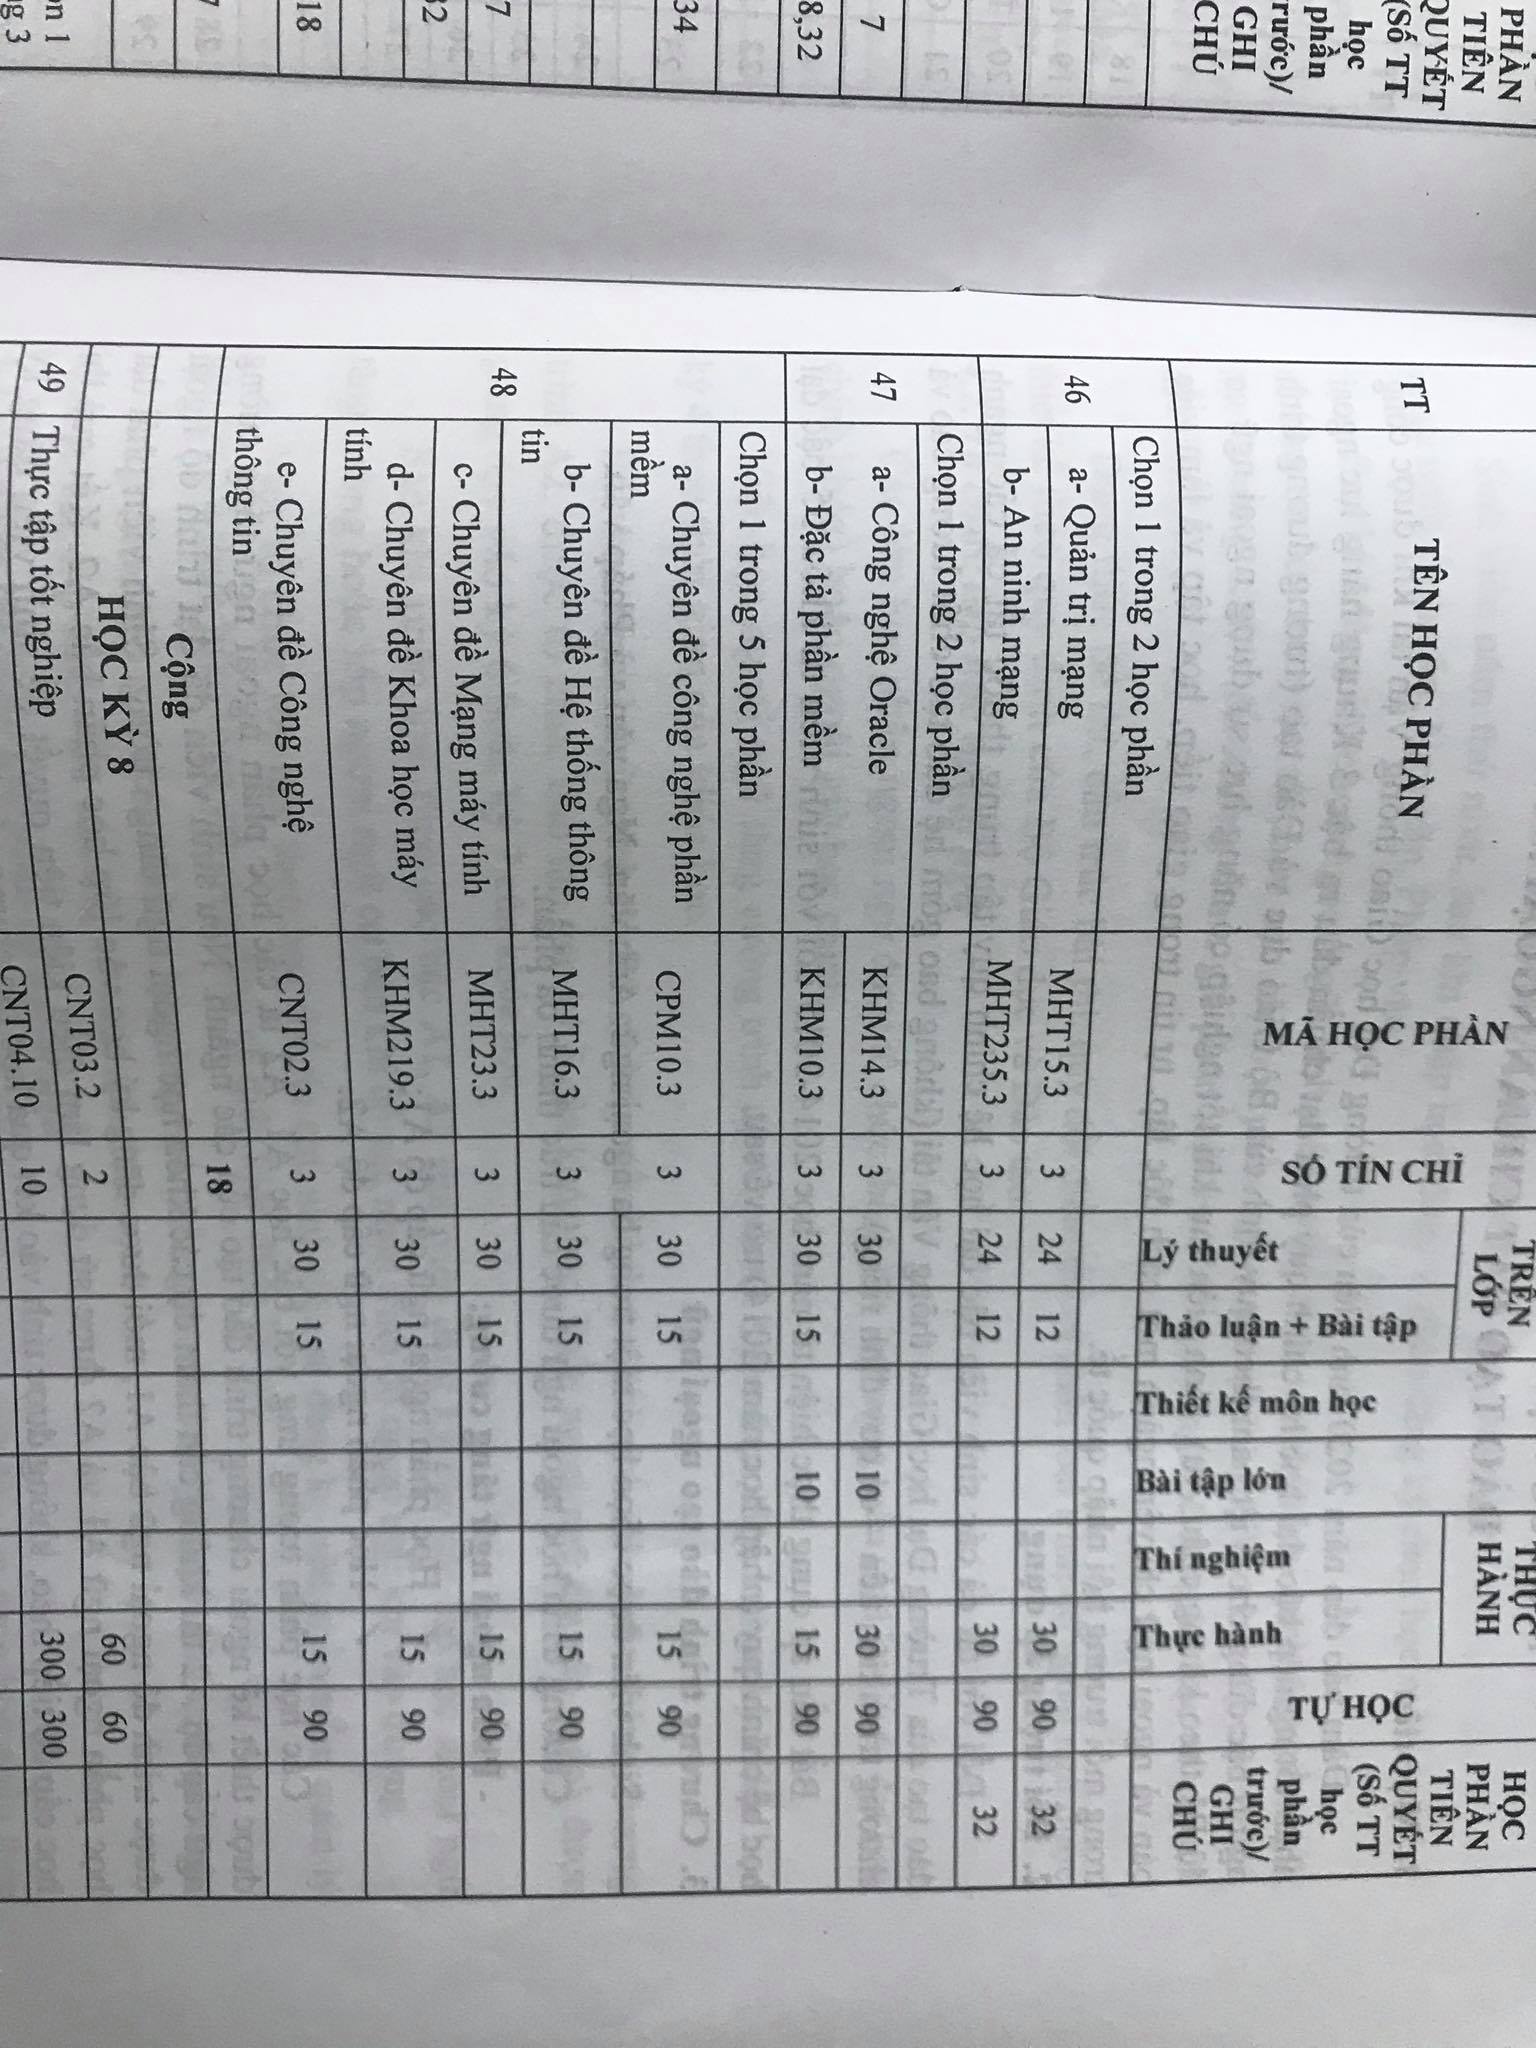 PHẦN
TIÊN
QUYẾT
(Số TT
học
phần
trước)/
GHI
CHÚ
7
8,32
34
7
32
18
7
ọn 1
ng 3
TT
TÊN HỌC PHẦN
MÃ HỌC PHẦN
SỐ TÍN CHỈ
TRÊN
LỚP
Lý thuyết
Thảo luận + Bài tập
Thiết kế môn học
Bài tập lớn
THỰC
HÀNH
Thí nghiệm
Thực hành
TỰ HỌC
HỌC
PHẦN
TIÊN
QUYẾT
(Số TT
học
phần
trước)/
GHI
CHÚ
46
Chọn 1 trong 2 học phần
a- Quản trị mạng MHT15.3 3 24 12 30 90 32
b- An ninh mạng MHT235.3 3 24 12 30 90 32
47
Chọn 1 trong 2 học phần
a- Công nghệ Oracle KHM14.3 3 30 10 30 90
b- Đặc tả phần mềm KHM10.3 3 30 15 10 15 90
48
Chọn 1 trong 5 học phần
a- Chuyên đề công nghệ phần
mềm CPM10.3 3 30 15 15 90
b- Chuyên đề Hệ thống thông
tin MHT16.3 3 30 15 15 90
c- Chuyên đề Mạng máy tính MHT23.3 3 30 15 15 90
d- Chuyên đề Khoa học máy
tính KHM219.3 3 30 15 15 90
e- Chuyên đề Công nghệ
thông tin CNT02.3 3 30 15 15 90
Cộng 18
HỌC KỲ 8
49 Thực tập tốt nghiệp CNT03.2 2 60 60
CNT04.10 10 300 300